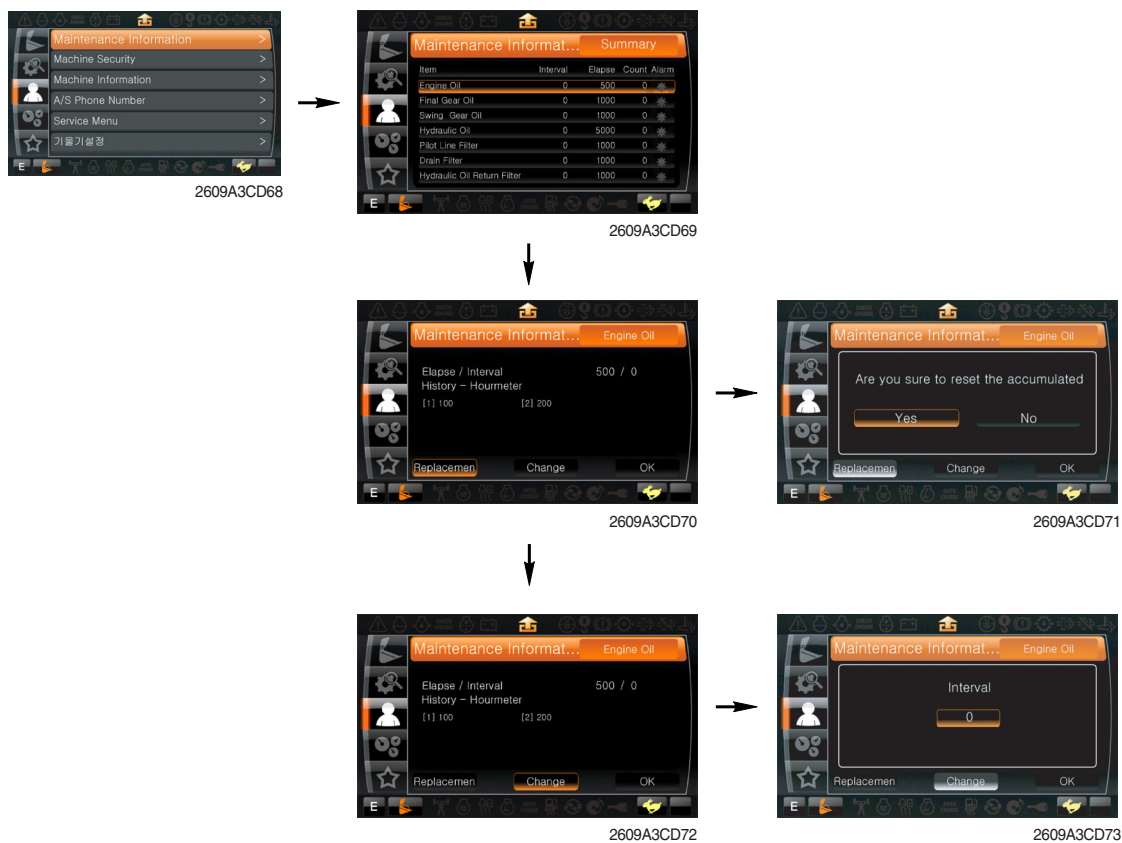 Maintenance Information >
Machine Security >
Machine Information >
A/S Phone Number >
Service Menu >
기울기설정 >
E
2609A3CD68
Maintenance Informat... Summary
Item Interval Elapse Count Alarm
Engine Oil 0 500 0
Final Gear Oil 0 1000 0
Swing Gear Oil 0 1000 0
Hydraulic Oil 0 5000 0
Pilot Line Filter 0 1000 0
Drain Filter 0 1000 0
Hydraulic Oil Return Filter 0 1000 0
E
2609A3CD69
Maintenance Informat... Engine Oil
Elapse / Interval 500 / 0
History - Hourmeter
[1] 100 [2] 200
Replacemen Change OK
E
2609A3CD70
Maintenance Informat... Engine Oil
Are you sure to reset the accumulated
Yes No
Replacemen Change OK
E
2609A3CD71
Maintenance Informat... Engine Oil
Elapse / Interval 500 / 0
History - Hourmeter
[1] 100 [2] 200
Replacemen Change OK
E
2609A3CD72
Maintenance Informat... Engine Oil
Interval
0
Replacemen Change OK
E
2609A3CD73